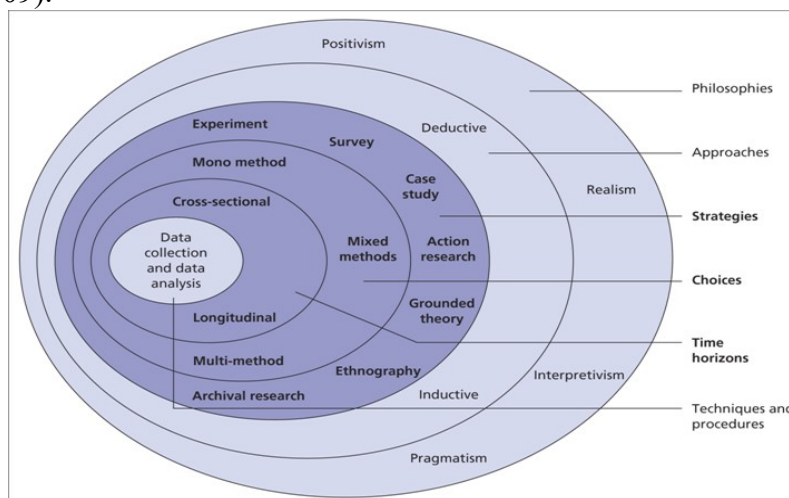 09).
Positivism
Philosophies
Experiment
Survey
Deductive
Mono method
Approaches
Case
study
Realism
Cross-sectional
Strategies
Data
collection
and data
analysis
Mixed
methods
Action
research
Choices
Grounded
theory
Longitudinal
Time
horizons
Multi-method
Ethnography
Interpretivism
Archival research
Inductive
Techniques and
procedures
Pragmatism